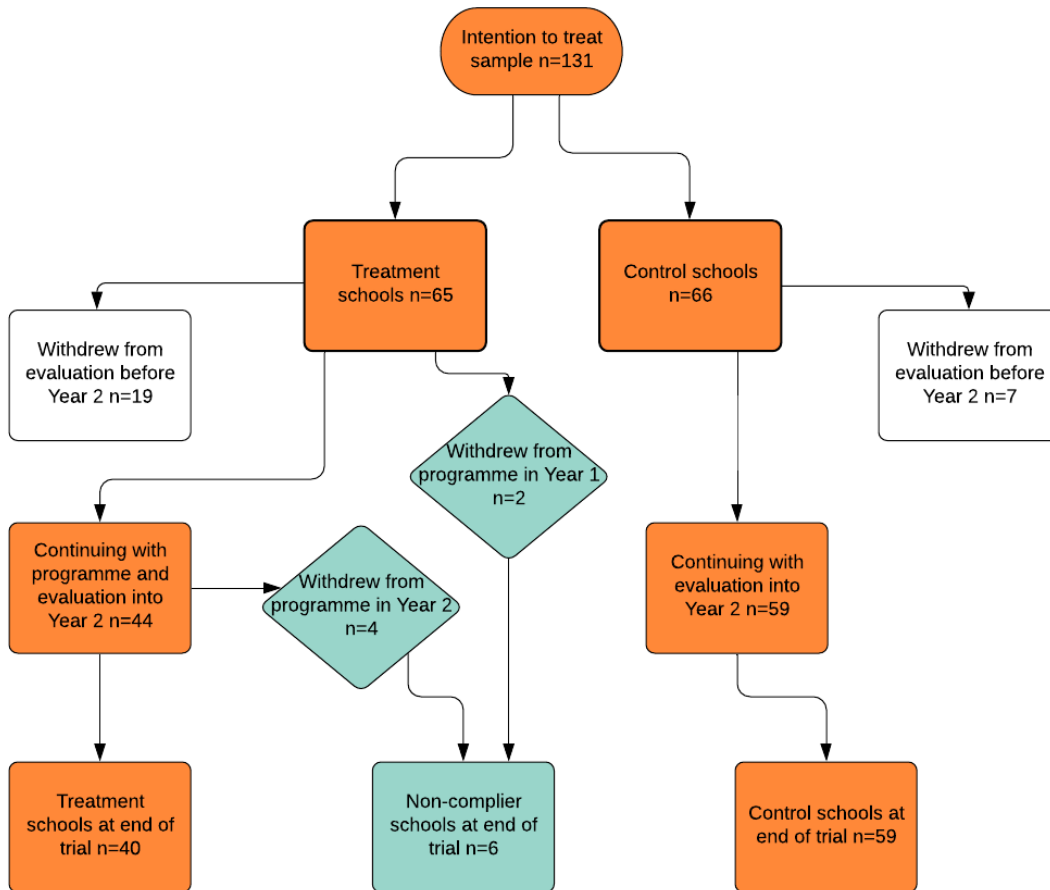 Intention to treat
sample n=131
Treatment
schools n=65
Control schools
n=66
Withdrew from
evaluation before
Year 2 n=19
Withdrew from
evaluation before
Year 2 n=7
Withdrew from
programme in Year 1
n=2
Continuing with
programme and
evaluation into
Year 2 n=44
Withdrew from
programme in Year 2
n=4
Continuing with
evaluation into
Year 2 n=59
Treatment
schools at end of
trial n=40
Non-complier
schools at end of
trial n=6
Control schools at
end of trial n=59